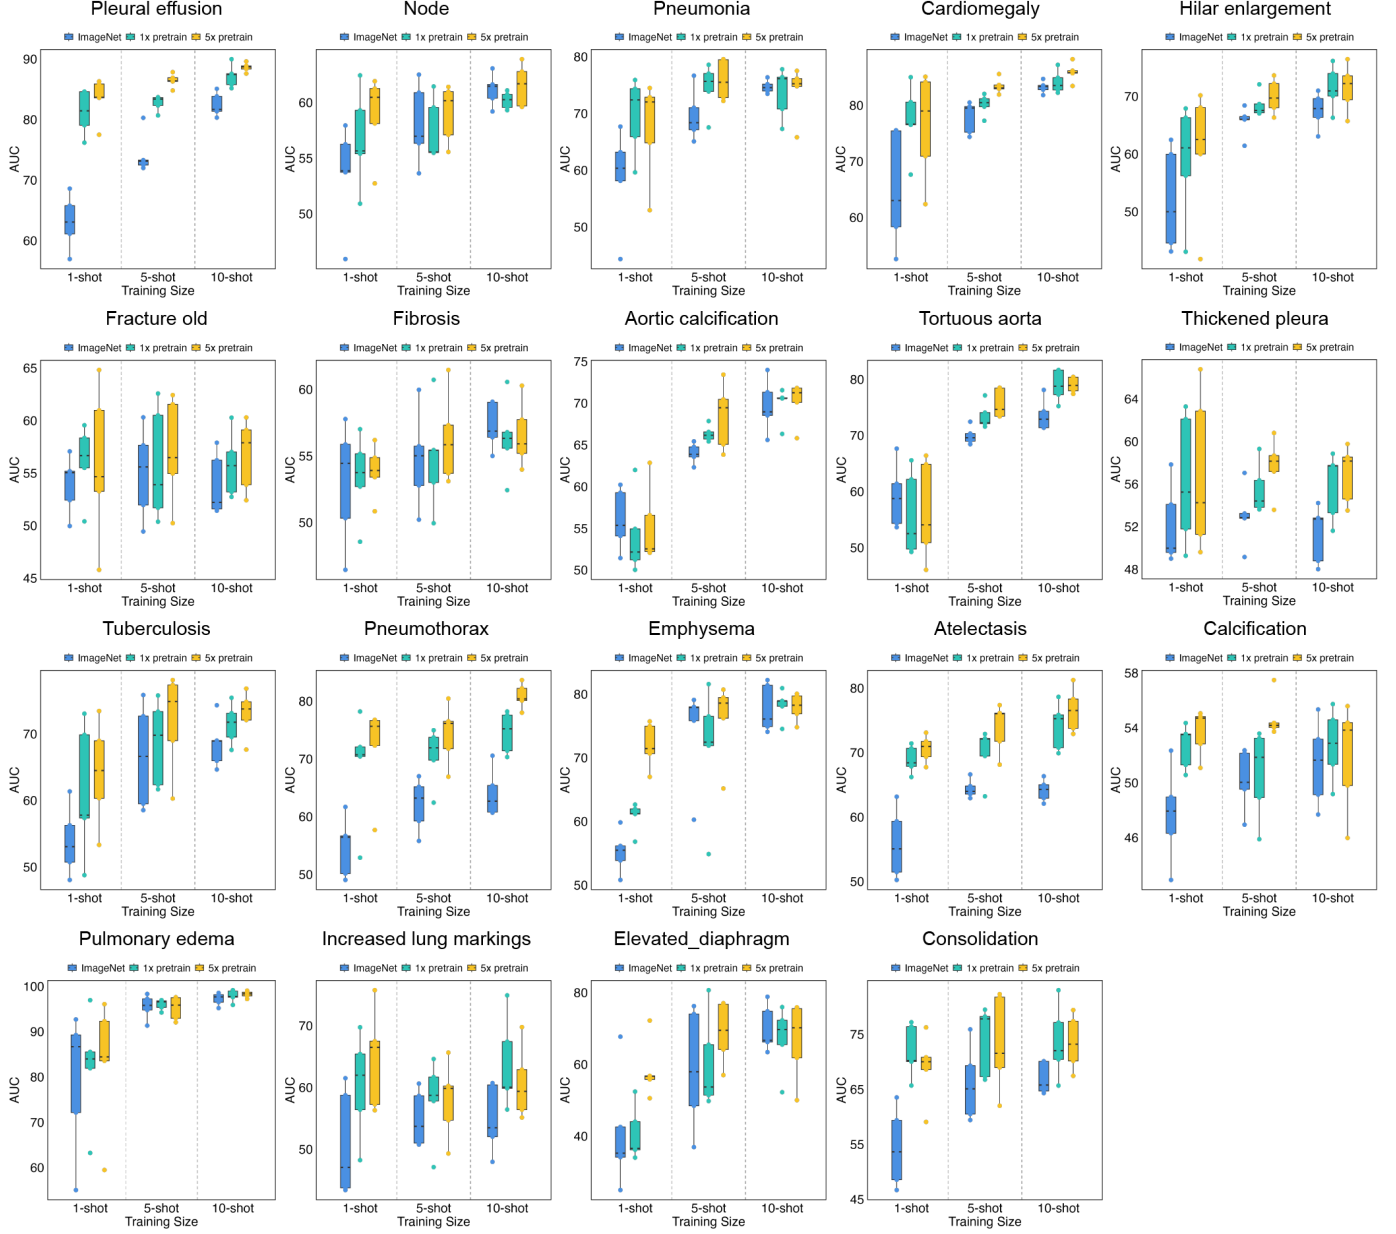 Pleural effusion
ImageNet 1x pretrain 5x pretrain
AUC
90
80
70
60
1-shot 5-shot 10-shot
Training Size
Node
ImageNet 1x pretrain 5x pretrain
AUC
60
55
50
1-shot 5-shot 10-shot
Training Size
Pneumonia
ImageNet 1x pretrain 5x pretrain
AUC
80
70
60
50
1-shot 5-shot 10-shot
Training Size
Cardiomegaly
ImageNet 1x pretrain 5x pretrain
AUC
80
70
60
1-shot 5-shot 10-shot
Training Size
Hilar enlargement
ImageNet 1x pretrain 5x pretrain
AUC
70
60
50
1-shot 5-shot 10-shot
Training Size
Fracture old
ImageNet 1x pretrain 5x pretrain
AUC
65
60
55
50
45
1-shot 5-shot 10-shot
Training Size
Fibrosis
ImageNet 1x pretrain 5x pretrain
AUC
60
55
50
1-shot 5-shot 10-shot
Training Size
Aortic calcification
ImageNet 1x pretrain 5x pretrain
AUC
75
70
65
60
55
50
1-shot 5-shot 10-shot
Training Size
Tortuous aorta
ImageNet 1x pretrain 5x pretrain
AUC
80
70
60
50
1-shot 5-shot 10-shot
Training Size
Thickened pleura
ImageNet 1x pretrain 5x pretrain
AUC
64
60
56
52
48
1-shot 5-shot 10-shot
Training Size
Tuberculosis
ImageNet 1x pretrain 5x pretrain
AUC
70
60
50
1-shot 5-shot 10-shot
Training Size
Pneumothorax
ImageNet 1x pretrain 5x pretrain
AUC
80
70
60
50
1-shot 5-shot 10-shot
Training Size
Emphysema
ImageNet 1x pretrain 5x pretrain
AUC
80
70
60
50
1-shot 5-shot 10-shot
Training Size
Atelectasis
ImageNet 1x pretrain 5x pretrain
AUC
80
70
60
50
1-shot 5-shot 10-shot
Training Size
Calcification
ImageNet 1x pretrain 5x pretrain
AUC
58
54
50
46
1-shot 5-shot 10-shot
Training Size
Pulmonary edema
ImageNet 1x pretrain 5x pretrain
AUC
100
90
80
70
60
1-shot 5-shot 10-shot
Training Size
Increased lung markings
ImageNet 1x pretrain 5x pretrain
AUC
70
60
50
1-shot 5-shot 10-shot
Training Size
Elevated_diaphragm
ImageNet 1x pretrain 5x pretrain
AUC
80
60
40
1-shot 5-shot 10-shot
Training Size
Consolidation
ImageNet 1x pretrain 5x pretrain
AUC
75
65
55
45
1-shot 5-shot 10-shot
Training Size